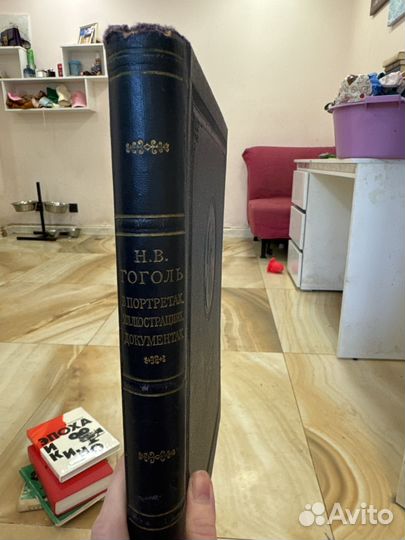 Н.В.
ГОГОЛЬ
В ПОРТРЕТАХ,
ИЛЛЮСТРАЦИЯХ,
ДОКУМЕНТАХ
ЭПОХА
И
КИНО
Avito